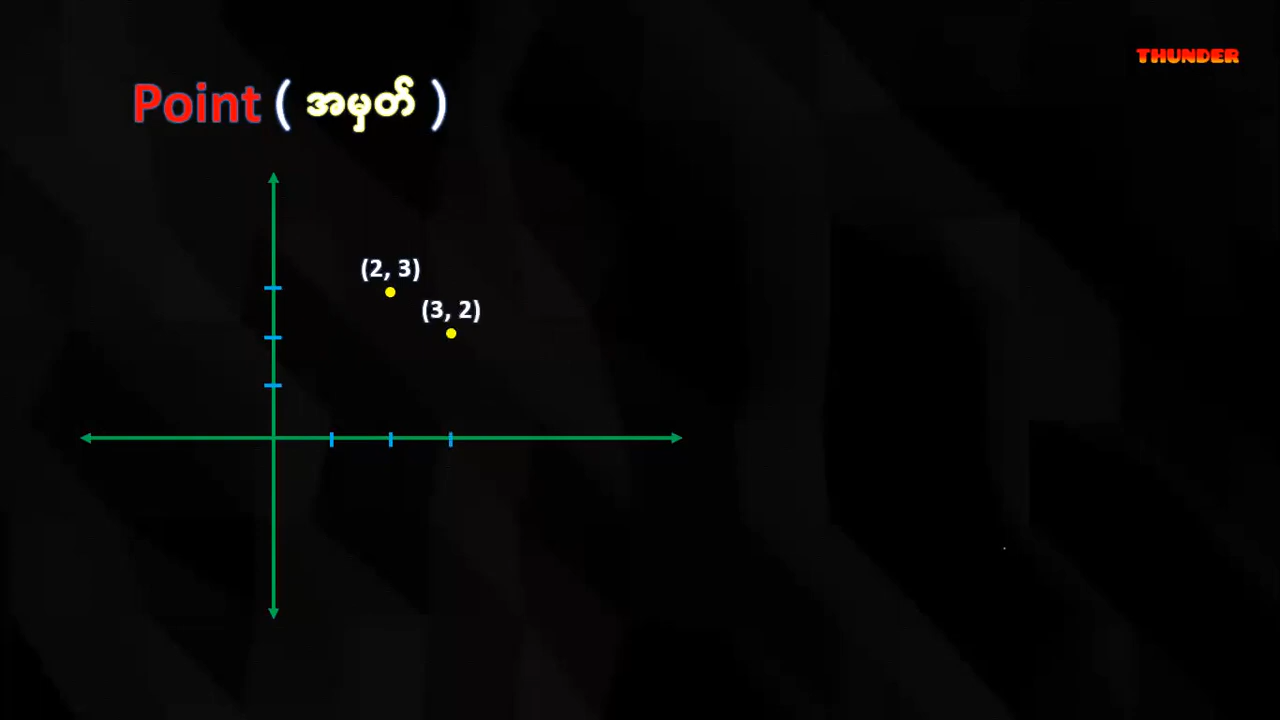 THUNDER
Point ( အမှတ် )
(2, 3)
(3, 2)